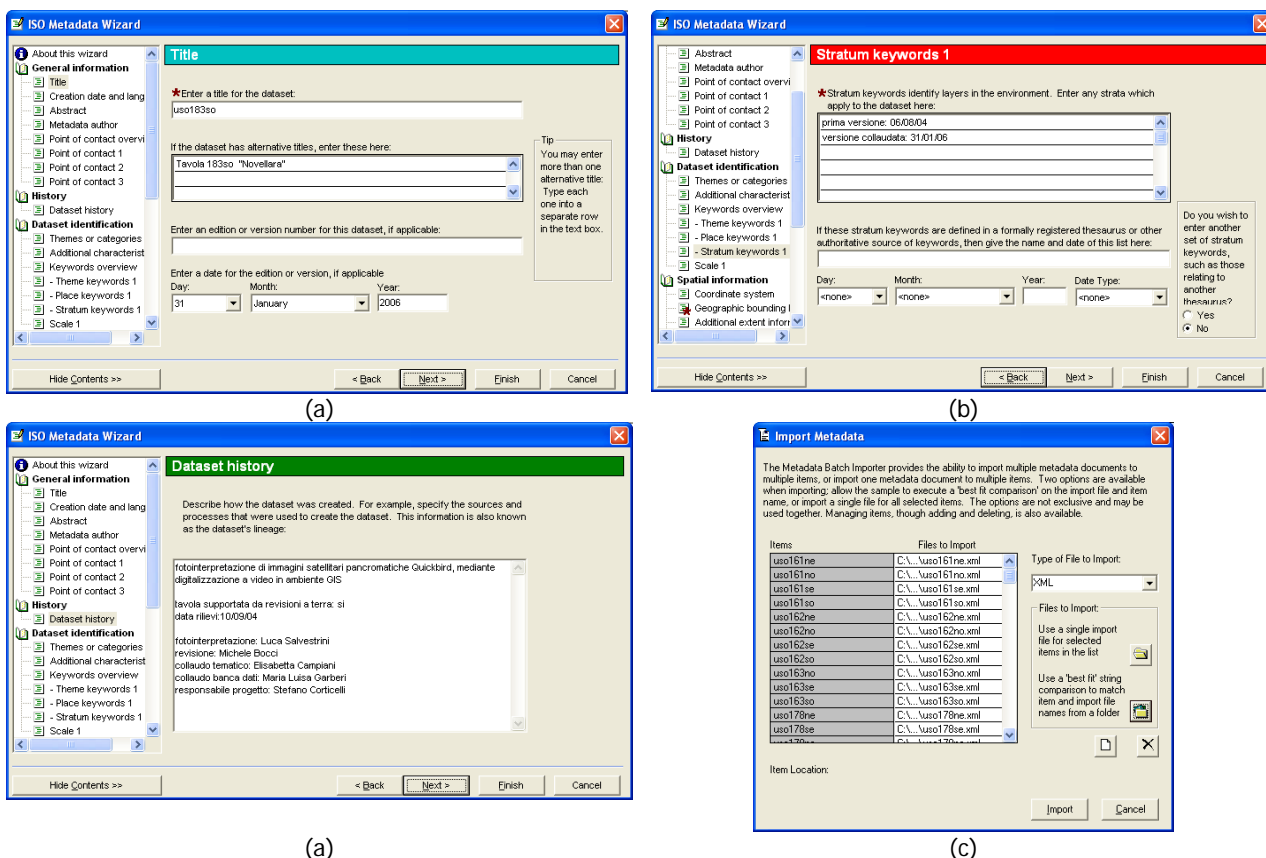 ISO Metadata Wizard
About this wizard
General information
Title
Creation date and lang
Abstract
Metadata author
Point of contact overvi
Point of contact 1
Point of contact 2
Point of contact 3
History
Dataset history
Dataset identification
Themes or categories
Additional characterist
Keywords overview
- Theme keywords 1
- Place keywords 1
- Stratum keywords 1
Scale 1
Title
*Enter a title for the dataset:
uso183so
If the dataset has alternative titles, enter these here:
Tavola 183so "Novellara"
Enter an edition or version number for this dataset, if applicable:
Enter a date for the edition or version, if applicable
Day: Month: Year:
31 January 2006
Tip
You may enter
more than one
alternative title:
Type each
one into a
separate row
in the text box.
Hide Contents >> < Back Next > Finish Cancel
(a)
ISO Metadata Wizard
Abstract
Metadata author
Point of contact overvi
Point of contact 1
Point of contact 2
Point of contact 3
History
Dataset history
Dataset identification
Themes or categories
Additional characterist
Keywords overview
- Theme keywords 1
- Place keywords 1
- Stratum keywords 1
Scale 1
Spatial information
Coordinate system
Geographic bounding
Additional extent inforr
Stratum keywords 1
*Stratum keywords identify layers in the environment. Enter any strata which
apply to the dataset here:
prima versione: 06/08/04
versione collaudata: 31/01/06
If these stratum keywords are defined in a formally registered thesaurus or other
authoritative source of keywords, then give the name and date of this list here:
Day: Month: Year: Date Type:
<none> <none> <none>
Do you wish to
enter another
set of stratum
keywords,
such as those
relating to
another
thesaurus?
Yes
No
Hide Contents >> < Back Next > Finish Cancel
(b)
ISO Metadata Wizard
About this wizard
General information
Title
Creation date and lang
Abstract
Metadata author
Point of contact overvi
Point of contact 1
Point of contact 2
Point of contact 3
History
Dataset history
Dataset identification
Themes or categories
Additional characterist
Keywords overview
- Theme keywords 1
- Place keywords 1
- Stratum keywords 1
Scale 1
Dataset history
Describe how the dataset was created. For example, specify the sources and
processes that were used to create the dataset. This information is also known
as the dataset's lineage:
fotointerpretazione di immagini satellitari pancromatiche Quickbird, mediante
digitalizzazione a video in ambiente GIS
tavola supportata da revisioni a terra: si
data rilievi:10/09/04
fotointerpretazione: Luca Salvestrini
revisione: Michele Bocci
collaudo tematico: Elisabetta Campiani
collaudo banca dati: Maria Luisa Garberi
responsabile progetto: Stefano Corticelli
Hide Contents >> < Back Next > Finish Cancel
(a)
Import Metadata
The Metadata Batch Importer provides the ability to import multiple metadata documents to
multiple items, or import one metadata document to multiple items. Two options are available
when importing; allow the sample to execute a 'best fit comparison' on the import file and item
name, or import a single file for all selected items. The options are not exclusive and may be
used together. Managing items, though adding and deleting, is also available.
Items Files to Import
uso161ne C:\...\uso161ne.xml
uso161no C:\...\uso161no.xml
uso161se C:\...\uso161se.xml
uso161so C:\...\uso161so.xml
uso162ne C:\...\uso162ne.xml
uso162no C:\...\uso162no.xml
uso162se C:\...\uso162se.xml
uso162so C:\...\uso162so.xml
uso163no C:\...\uso163no.xml
uso163se C:\...\uso163se.xml
uso163so C:\...\uso163so.xml
uso178ne C:\...\uso178ne.xml
uso178se C:\...\uso178se.xml
Type of File to Import:
XML
Files to Import:
Use a single import
file for selected
items in the list
Use a 'best fit' string
comparison to match
item and import file
names from a folder
Item Location:
Import Cancel
(c)